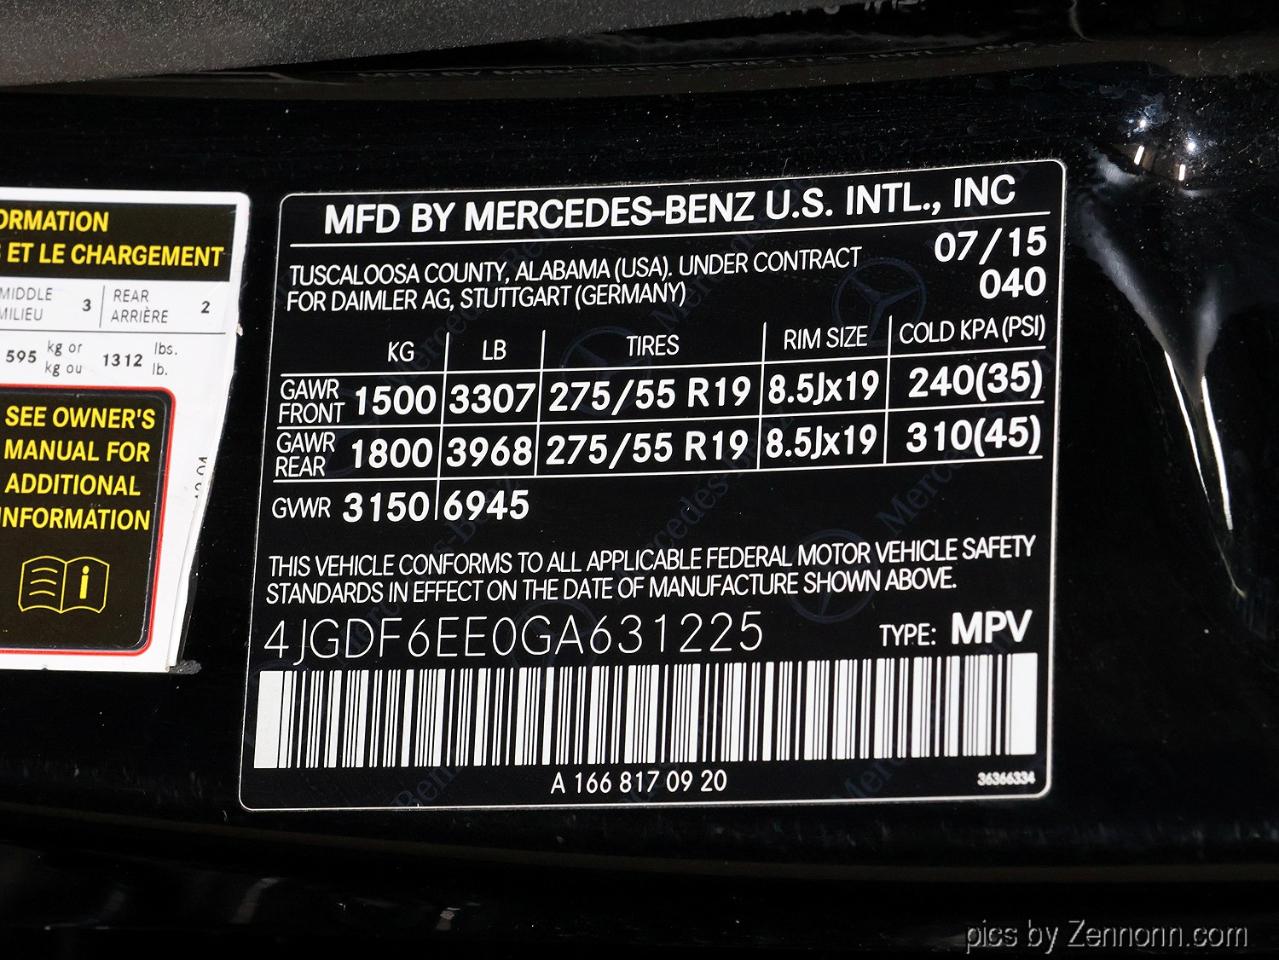 ORMATION
ET LE CHARGEMENT
MIDDLE
MILIEU
3
REAR
ARRIÈRE
2
595 kg or
kg ou
1312 lbs.
lb.
SEE OWNER'S
MANUAL FOR
ADDITIONAL
INFORMATION
MFD BY MERCEDES-BENZ U.S. INTL., INC
07/15
TUSCALOOSA COUNTY, ALABAMA (USA). UNDER CONTRACT
FOR DAIMLER AG, STUTTGART (GERMANY)
040
KG LB TIRES RIM SIZE COLD KPA (PSI)
GAWR FRONT 1500 3307 275/55 R19 8.5Jx19 240(35)
GAWR REAR 1800 3968 275/55 R19 8.5Jx19 310(45)
GVWR 3150 6945
THIS VEHICLE CONFORMS TO ALL APPLICABLE FEDERAL MOTOR VEHICLE SAFETY
STANDARDS IN EFFECT ON THE DATE OF MANUFACTURE SHOWN ABOVE.
4JGDF6EE0GA631225 TYPE: MPV
A 166 817 09 20
36366334
pics by Zennonn.com